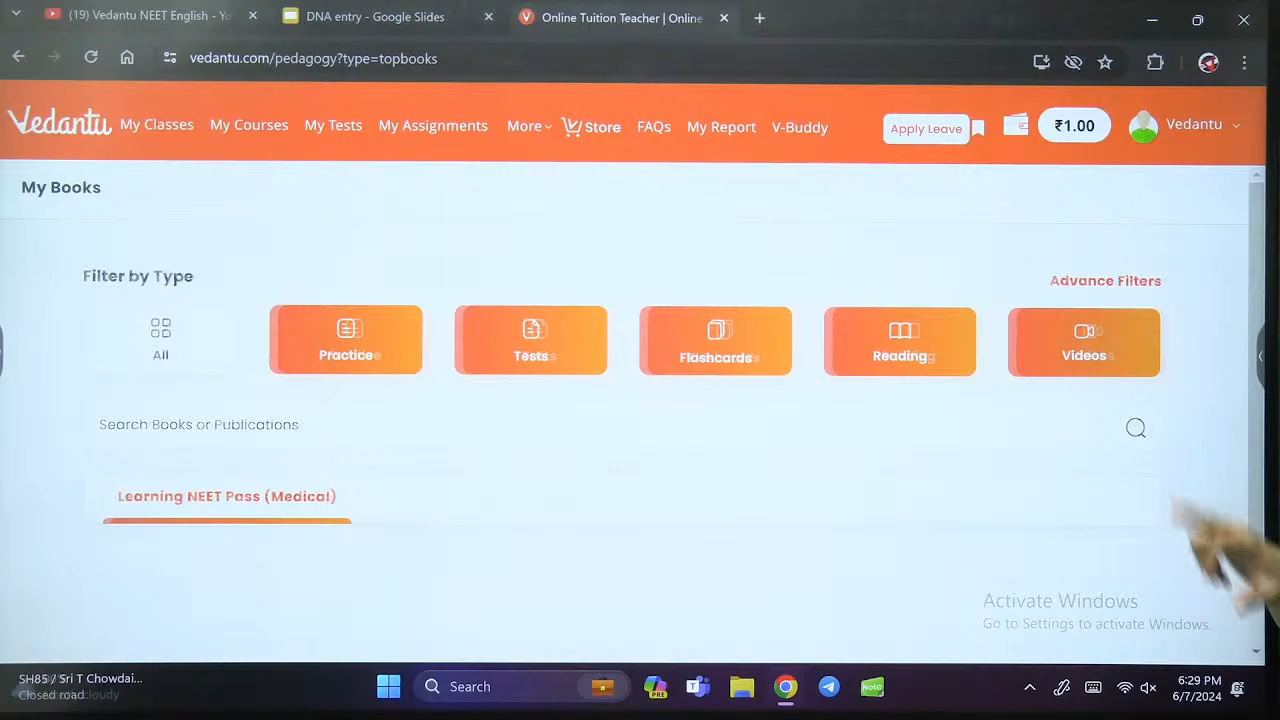 (19) Vedantu NEET English - Yo
DNA entry - Google Slides
Online Tuition Teacher | Online
vedantu.com/pedagogy?type=topbooks
Vedantu
My Classes
My Courses
My Tests
My Assignments
More
Store
FAQs
My Report
V-Buddy
Apply Leave
₹1.00
Vedantu
My Books
Filter by Type
Advance Filters
All
Practice
Tests
Flashcards
Reading
Videos
Search Books or Publications
Learning NEET Pass (Medical)
Activate Windows
Go to Settings to activate Windows.
SH85 / Sri T Chowdai...
Closed road
cloudy
Search
PRE
Note
6:29 PM
6/7/2024